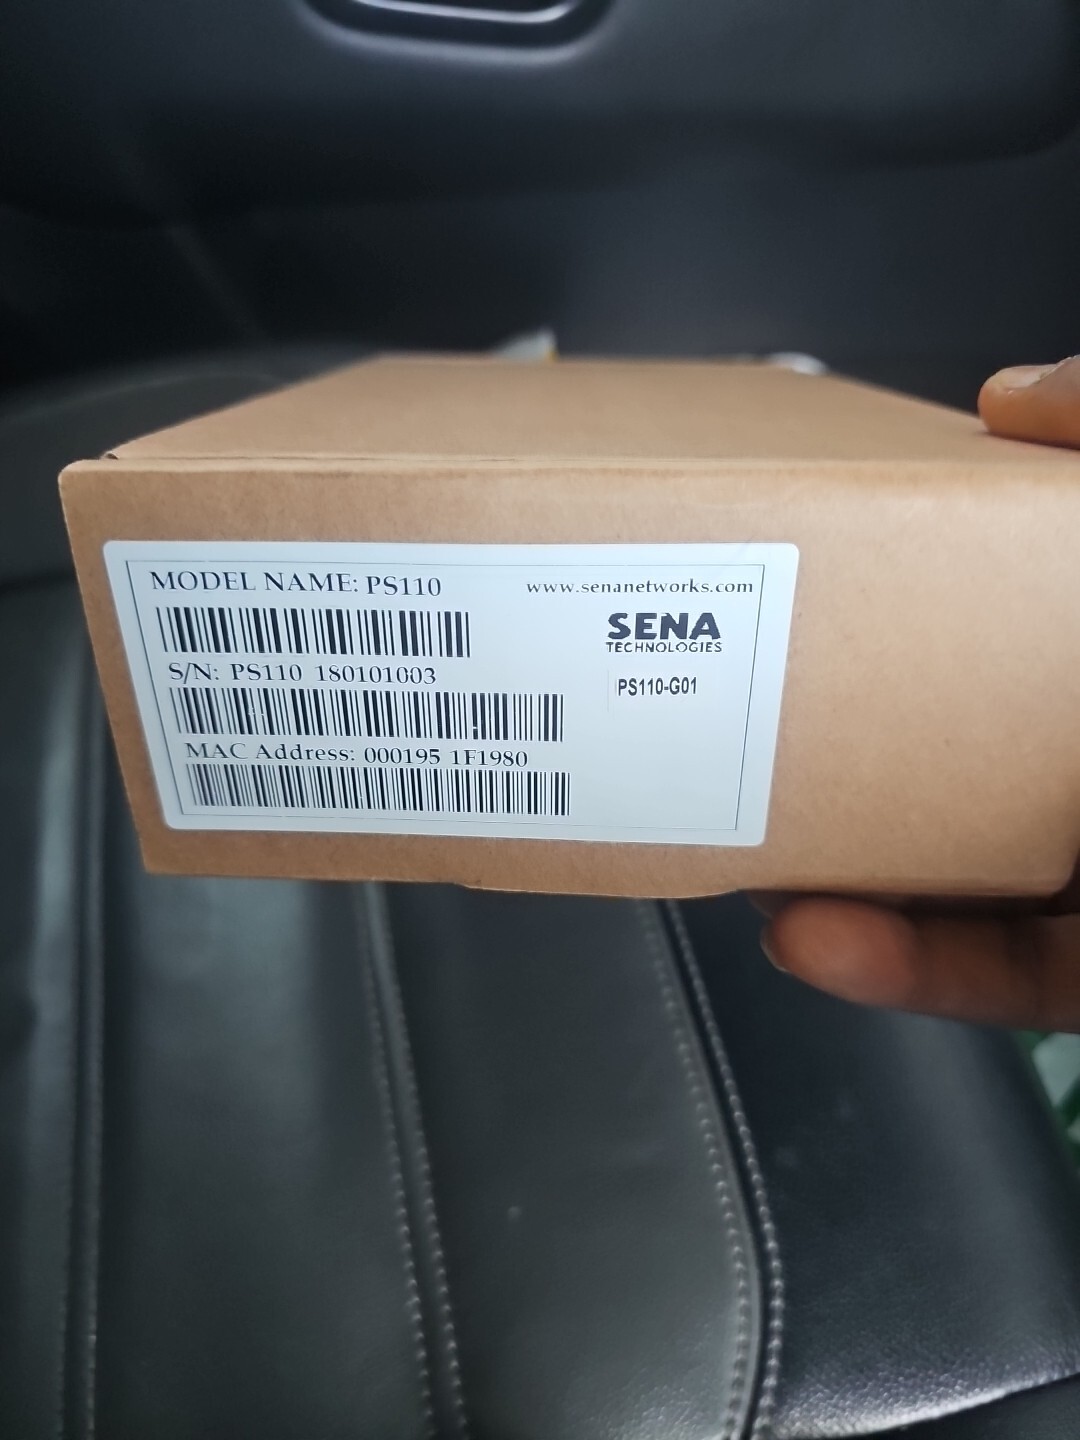 MODEL NAME: PS110
www.senanetworks.com
SENA
TECHNOLOGIES
S/N: PS110 180101003
PS110-G01
MAC Address: 000195 1F1980